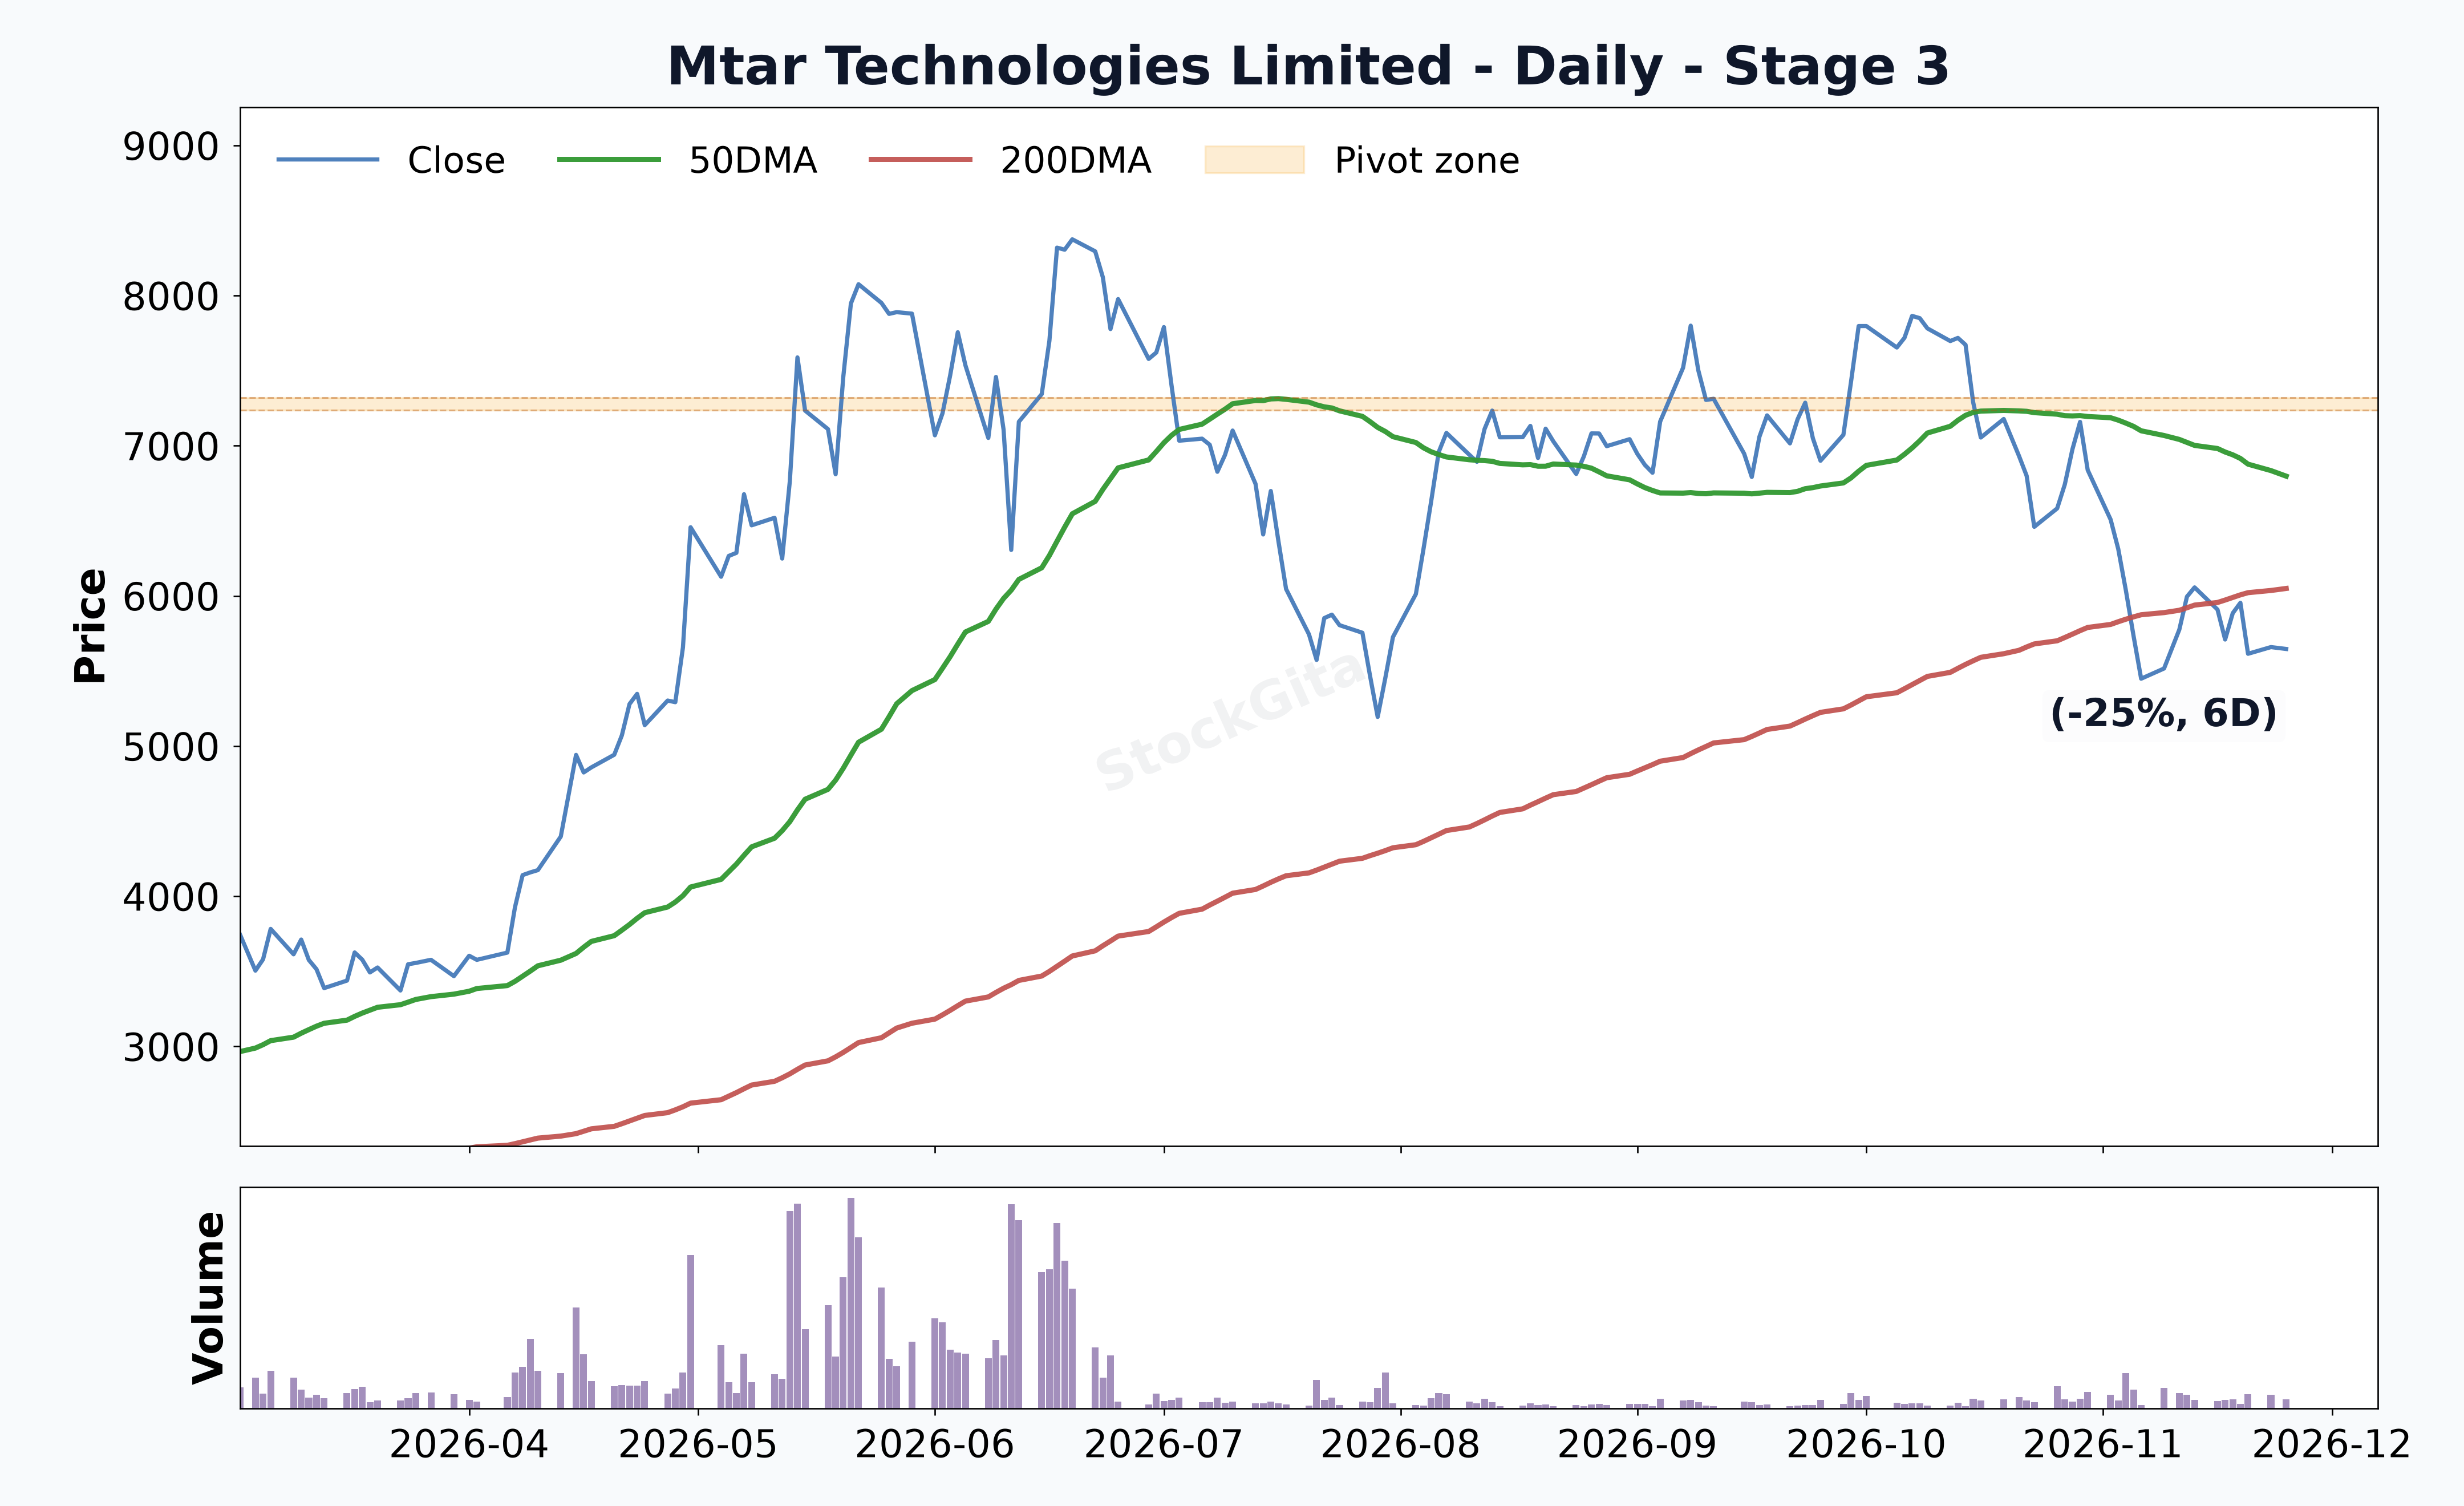 Mtar Technologies Limited - Daily - Stage 3
Close 50DMA 200DMA Pivot zone
9000
8000
7000
6000
5000
4000
3000
Price
StockGita
(-25%, 6D)
Volume
2026-04 2026-05 2026-06 2026-07 2026-08 2026-09 2026-10 2026-11 2026-12